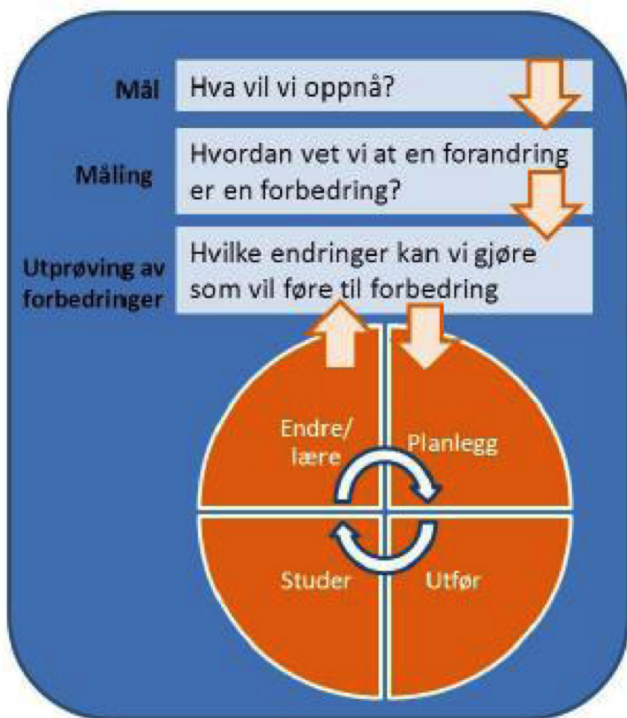 Mål
Hva vil vi oppnå?
Måling
Hvordan vet vi at en forandring
er en forbedring?
Utprøving av
forbedringer
Hvilke endringer kan vi gjøre
som vil føre til forbedring
Endre/
lære
Planlegg
Studer
Utfør